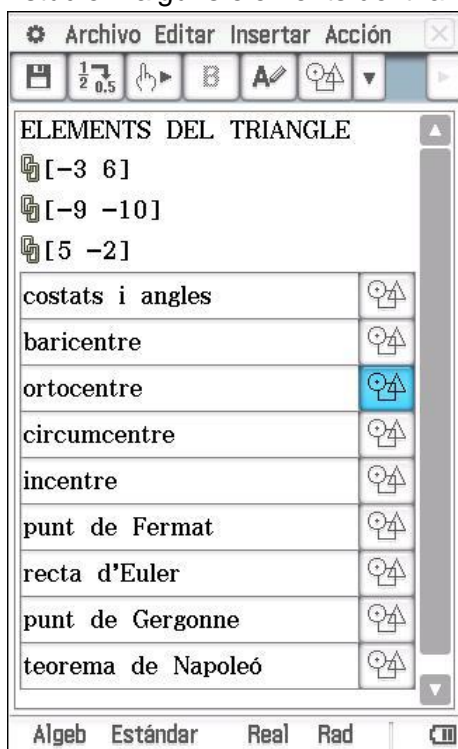 Archivo Editar Insertar Acción
ELEMENTS DEL TRIANGLE
[-3 6]
[-9 -10]
[5 -2]
costats i angles
baricentre
ortocentre
circumcentre
incentre
punt de Fermat
recta d'Euler
punt de Gergonne
teorema de Napoleó
Algeb Estándar Real Rad